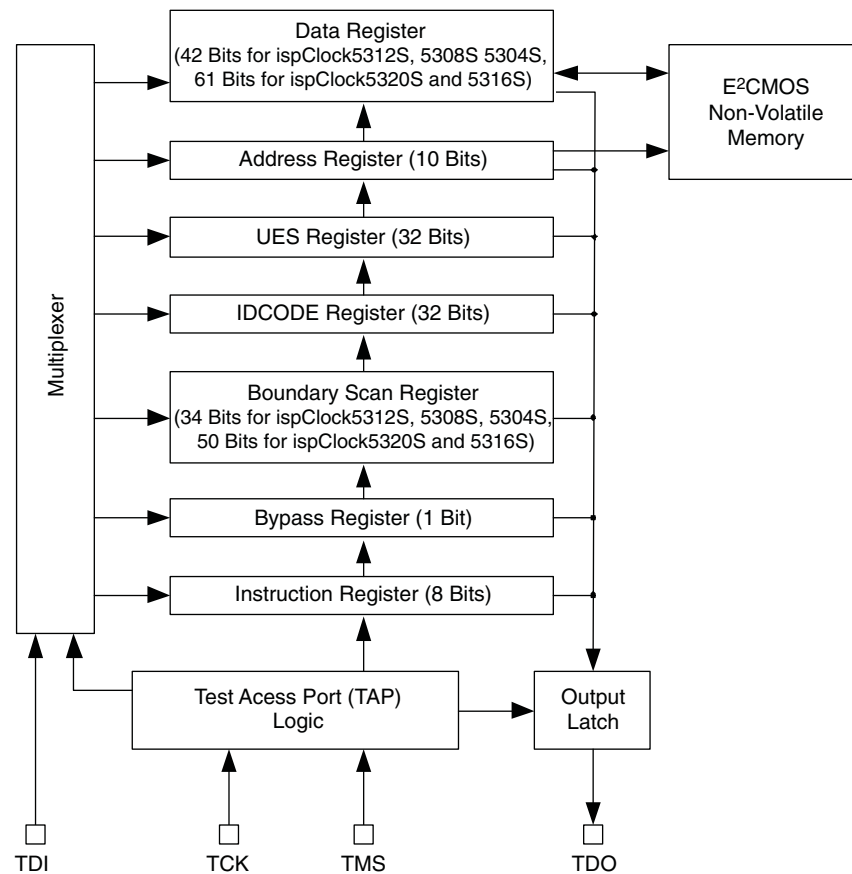 Data Register
(42 Bits for ispClock5312S, 5308S 5304S,
61 Bits for ispClock5320S and 5316S)
E²CMOS
Non-Volatile
Memory
Address Register (10 Bits)
UES Register (32 Bits)
IDCODE Register (32 Bits)
Multiplexer
Boundary Scan Register
(34 Bits for ispClock5312S, 5308S, 5304S,
50 Bits for ispClock5320S and 5316S)
Bypass Register (1 Bit)
Instruction Register (8 Bits)
Test Acess Port (TAP)
Logic
Output
Latch
TDI
TCK
TMS
TDO